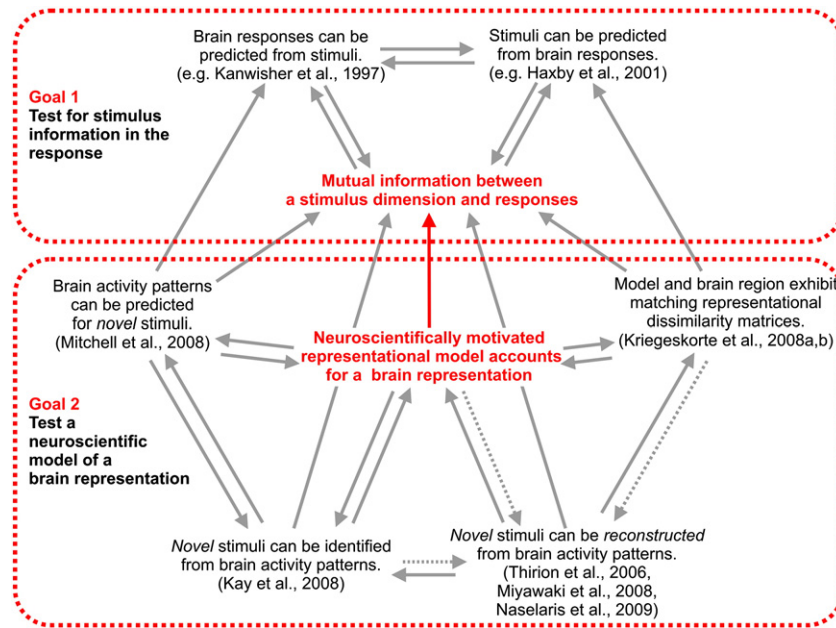 Brain responses can be
predicted from stimuli.
(e.g. Kanwisher et al., 1997)
Stimuli can be predicted
from brain responses.
(e.g. Haxby et al., 2001)
Goal 1
Test for stimulus
information in the
response
Mutual information between
a stimulus dimension and responses
Brain activity patterns
can be predicted
for novel stimuli.
(Mitchell et al., 2008)
Model and brain region exhibit
matching representational
dissimilarity matrices.
(Kriegeskorte et al., 2008a,b)
Neuroscientifically motivated
representational model accounts
for a brain representation
Goal 2
Test a
neuroscientific
model of a
brain representation
Novel stimuli can be identified
from brain activity patterns.
(Kay et al., 2008)
Novel stimuli can be reconstructed
from brain activity patterns.
(Thirion et al., 2006,
Miyawaki et al., 2008,
Naselaris et al., 2009)